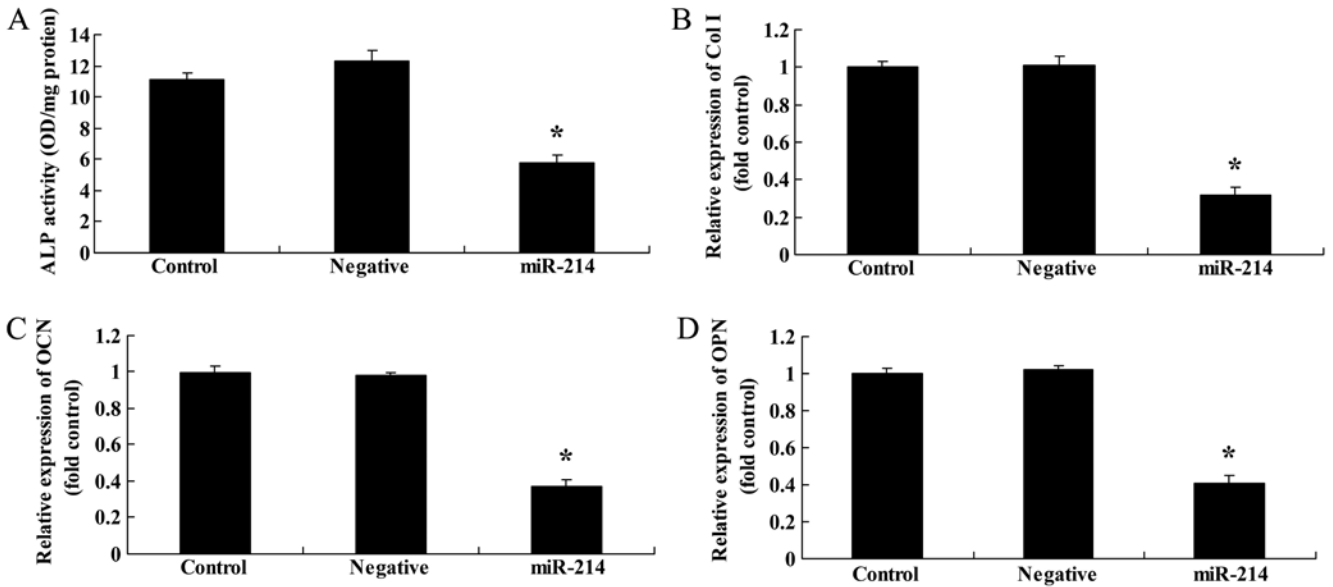 A
ALP activity (OD/mg protien)
14
12
10
8
6
4
2
0
*
Control Negative miR-214
B
Relative expression of Col I
(fold control)
1.2
1
0.8
0.6
0.4
0.2
0
*
Control Negative miR-214
C
Relative expression of OCN
(fold control)
1.2
1
0.8
0.6
0.4
0.2
0
*
Control Negative miR-214
D
Relative expression of OPN
(fold control)
1.2
1
0.8
0.6
0.4
0.2
0
*
Control Negative miR-214